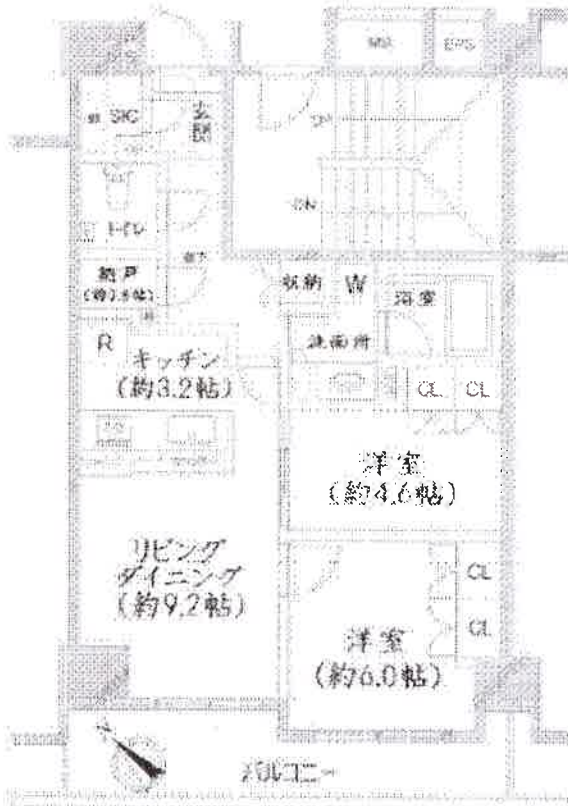 MB
SIC
玄関
UP
DN
トイレ
納戸
収納
W
浴室
洗面所
R
キッチン
(約3.2帖)
CL
CL
洋室
(約4.6帖)
リビング
ダイニング
(約9.2帖)
CL
CL
洋室
(約6.0帖)
バルコニー